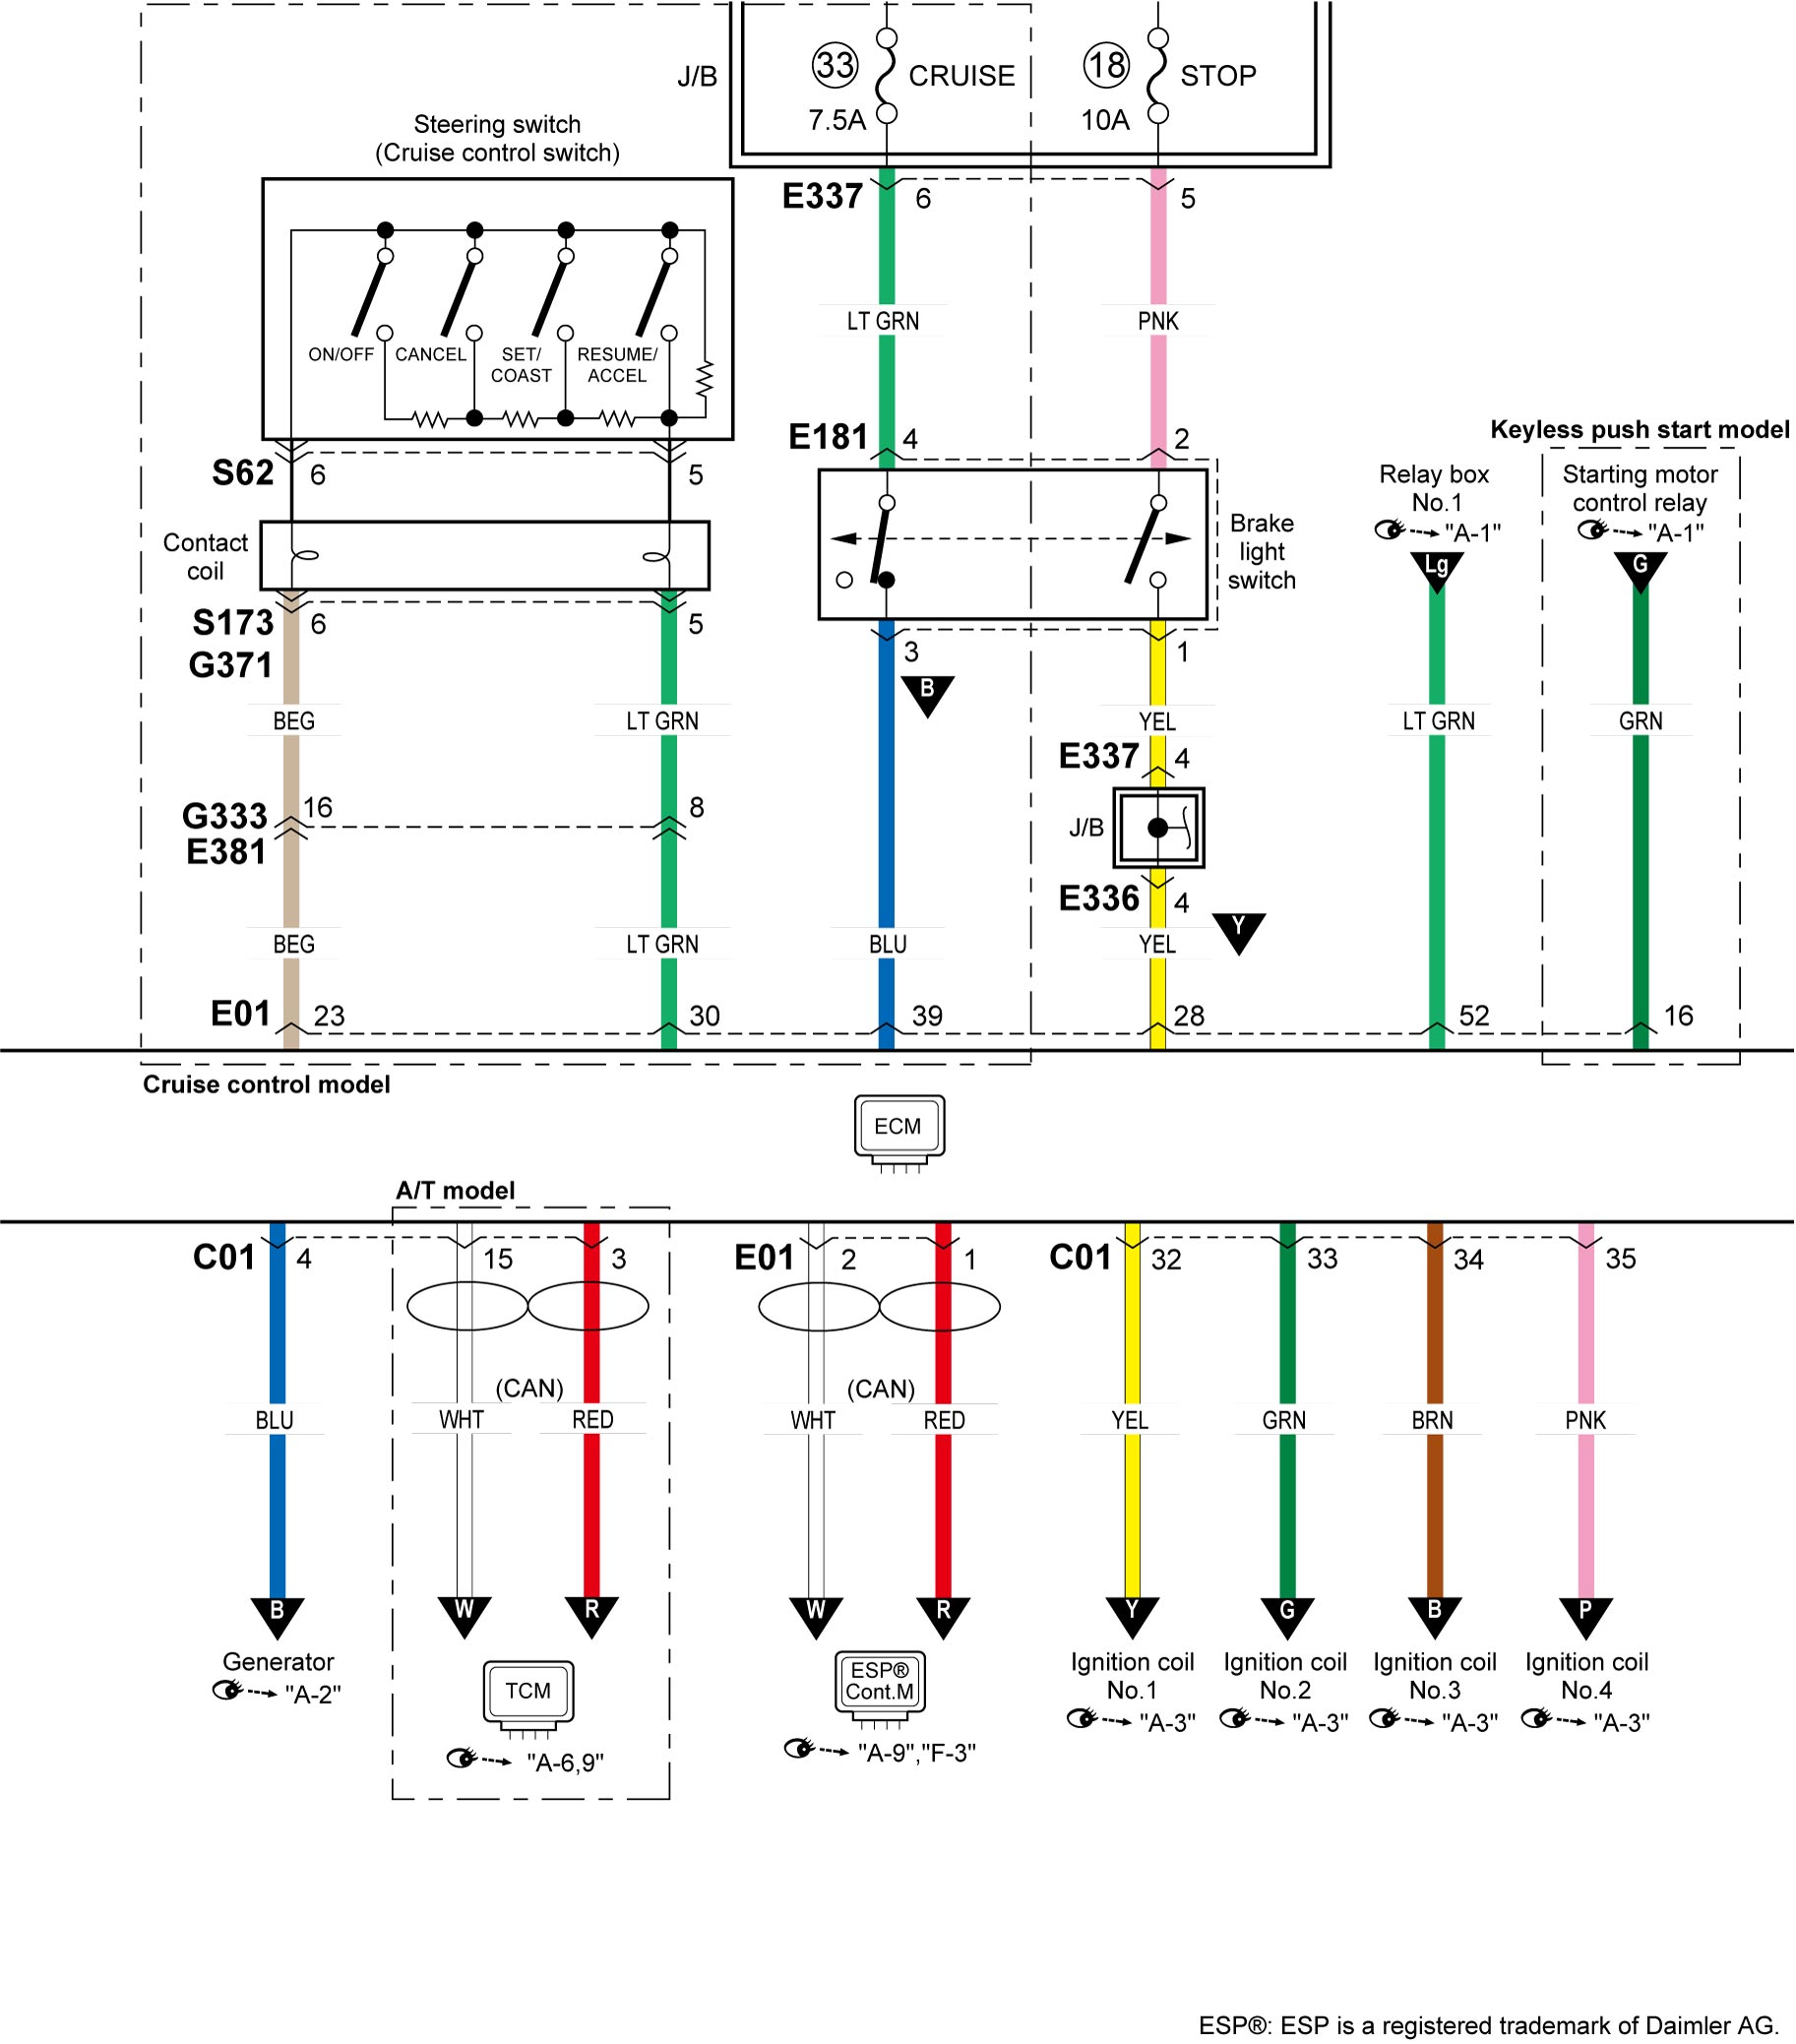 J/B
33
CRUISE
7.5A
18
STOP
10A
Steering switch
(Cruise control switch)
E337
6
5
ON/OFF
CANCEL
SET/
COAST
RESUME/
ACCEL
LT GRN
PNK
S62
6
5
E181
4
2
Brake
light
switch
Keyless push start model
Relay box
No.1
"A-1"
Lg
Starting motor
control relay
"A-1"
G
Contact
coil
S173
6
5
G371
3
B
1
BEG
LT GRN
YEL
LT GRN
GRN
E337
4
J/B
G333
16
8
E381
E336
4
Y
BEG
LT GRN
BLU
YEL
E01
23
30
39
28
52
16
Cruise control model
ECM
A/T model
C01
4
15
3
E01
2
1
C01
32
33
34
35
(CAN)
(CAN)
BLU
WHT
RED
WHT
RED
YEL
GRN
BRN
PNK
B
W
R
W
R
Y
G
B
P
Generator
"A-2"
TCM
"A-6,9"
ESP®
Cont.M
"A-9","F-3"
Ignition coil
No.1
"A-3"
Ignition coil
No.2
"A-3"
Ignition coil
No.3
"A-3"
Ignition coil
No.4
"A-3"
ESP®: ESP is a registered trademark of Daimler AG.